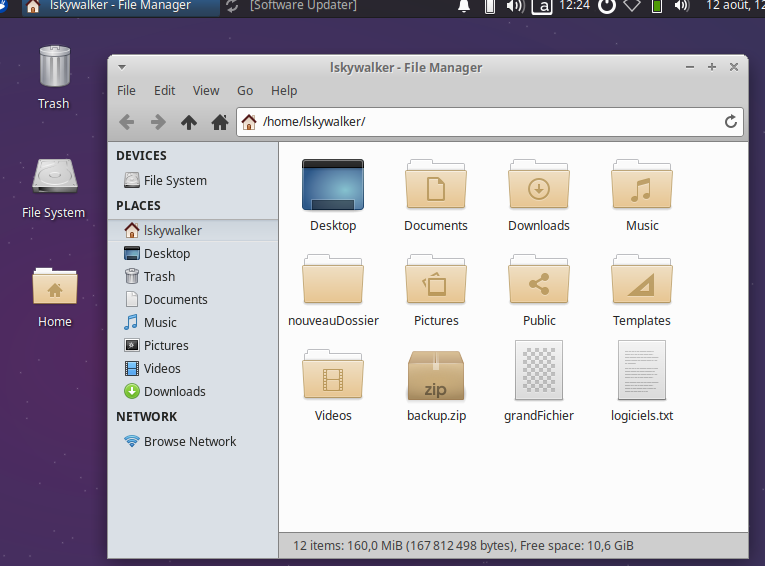 lskywalker - File Manager
[Software Updater]
a
12:24
12 août, 12
Trash
File System
Home
lskywalker - File Manager
File Edit View Go Help
/home/lskywalker/
DEVICES
File System
PLACES
lskywalker
Desktop
Trash
Documents
Music
Pictures
Videos
Downloads
NETWORK
Browse Network
Desktop Documents Downloads Music
nouveauDossier Pictures Public Templates
zip
Videos backup.zip grandFichier logiciels.txt
12 items: 160,0 MiB (167 812 498 bytes), Free space: 10,6 GiB